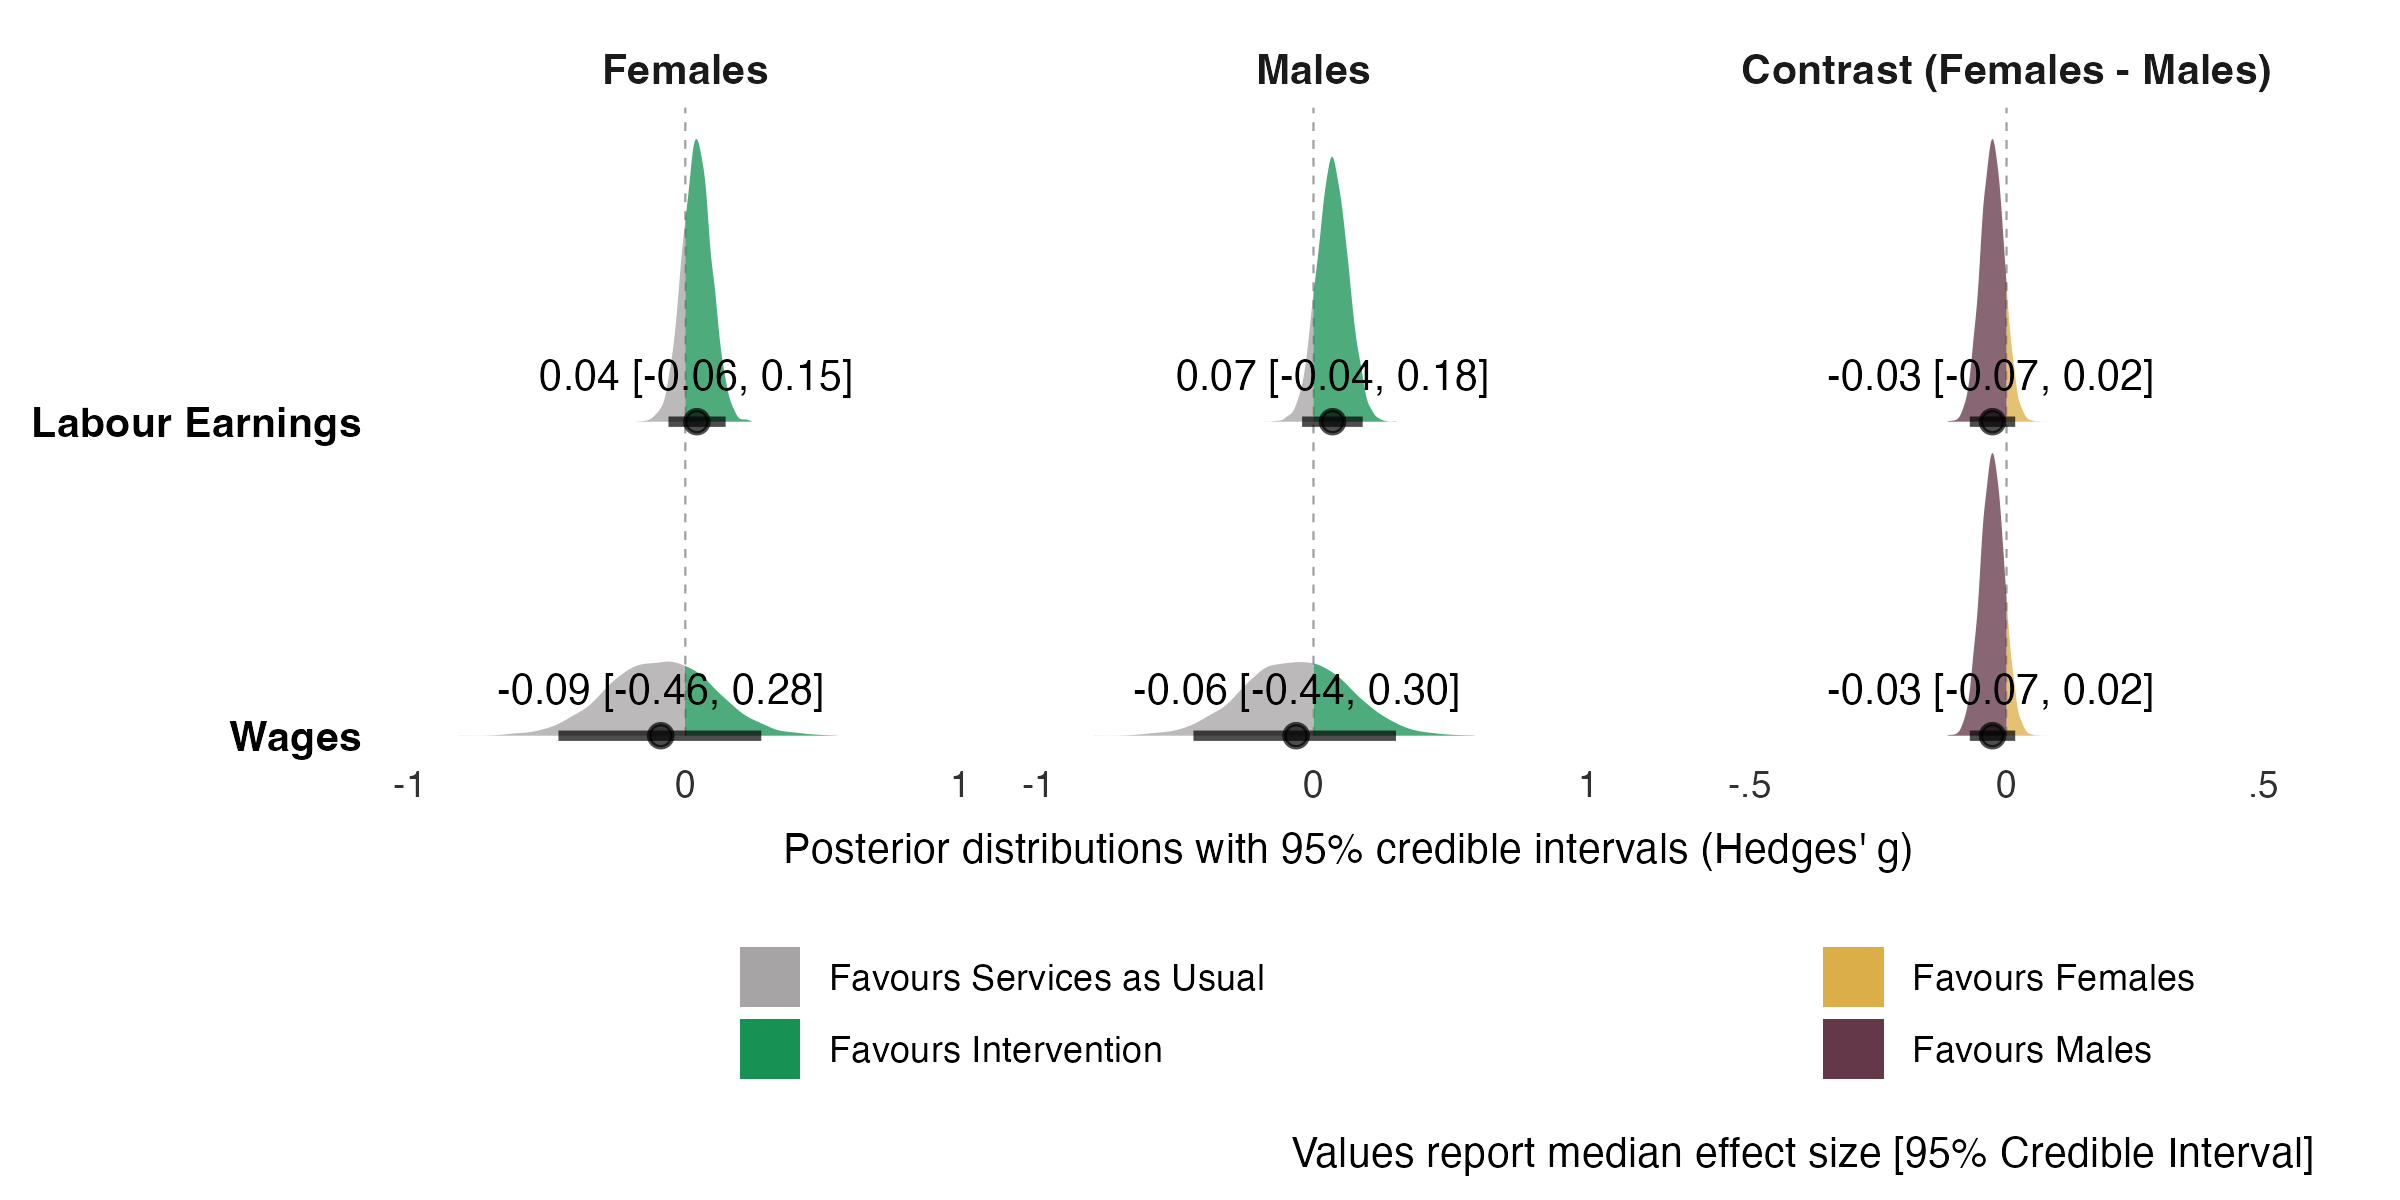 Females Males Contrast (Females - Males)
0.04 [-0.06, 0.15] 0.07 [-0.04, 0.18] -0.03 [-0.07, 0.02]
Labour Earnings
-0.09 [-0.46, 0.28] -0.06 [-0.44, 0.30] -0.03 [-0.07, 0.02]
Wages
-1 0 1 -1 0 1 -.5 0 .5
Posterior distributions with 95% credible intervals (Hedges' g)
Favours Services as Usual Favours Females
Favours Intervention Favours Males
Values report median effect size [95% Credible Interval]